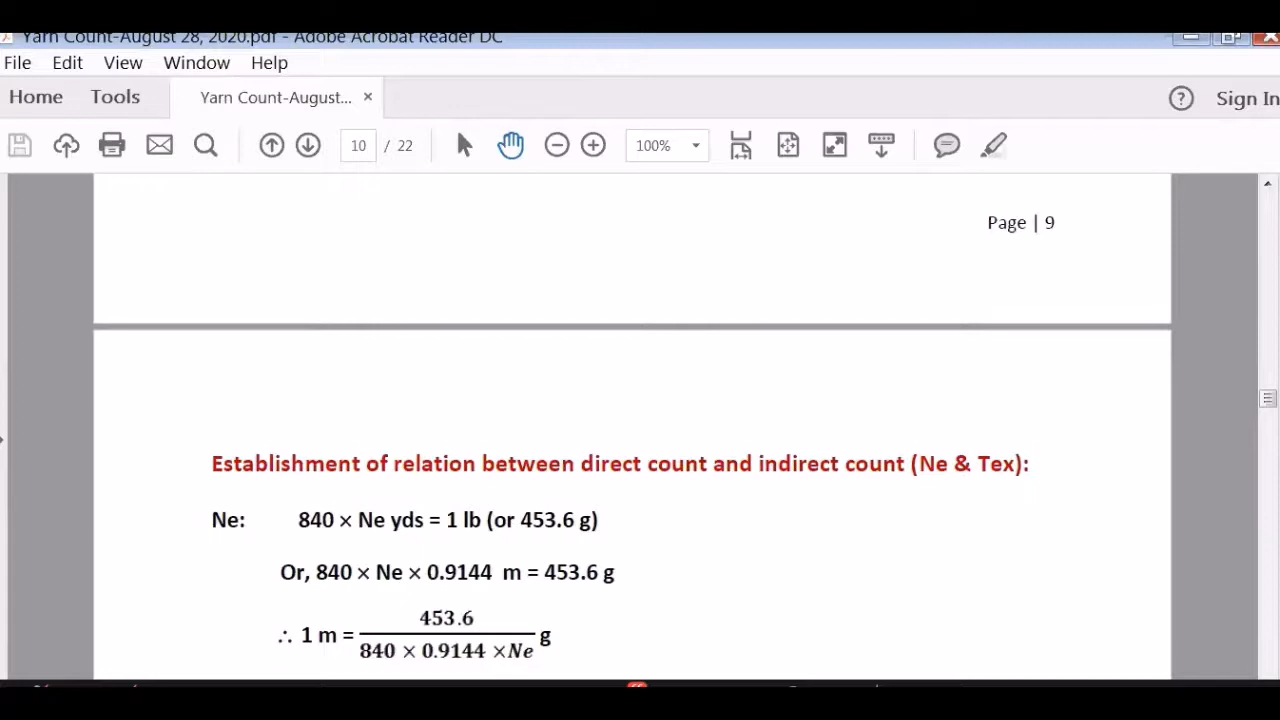 Yarn Count-August 28, 2020.pdf - Adobe Acrobat Reader DC
File Edit View Window Help
Home Tools Yarn Count-August... × ? Sign In
10 / 22 100%
Page | 9
Establishment of relation between direct count and indirect count (Ne & Tex):
Ne: 840 × Ne yds = 1 lb (or 453.6 g)
Or, 840 × Ne × 0.9144 m = 453.6 g
453.6
∴ 1 m = g
840 × 0.9144 ×Ne